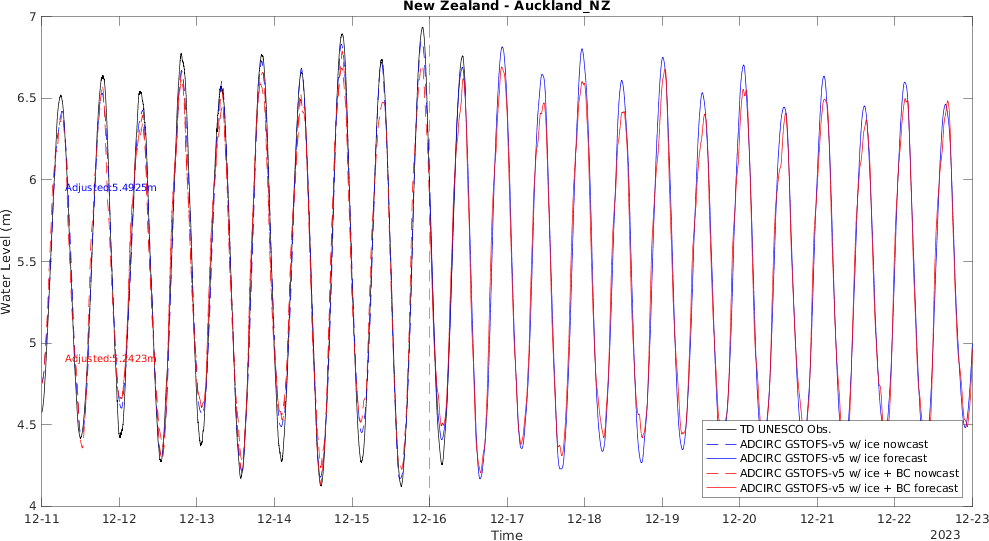 New Zealand - Auckland_NZ
7
6.5
6
5.5
5
4.5
4
Water Level (m)
Adjusted:5.4925m
Adjusted:5.2423m
TD UNESCO Obs.
ADCIRC GSTOFS-v5 w/ ice nowcast
ADCIRC GSTOFS-v5 w/ ice forecast
ADCIRC GSTOFS-v5 w/ ice + BC nowcast
ADCIRC GSTOFS-v5 w/ ice + BC forecast
12-11 12-12 12-13 12-14 12-15 12-16 12-17 12-18 12-19 12-20 12-21 12-22 12-23
Time
2023